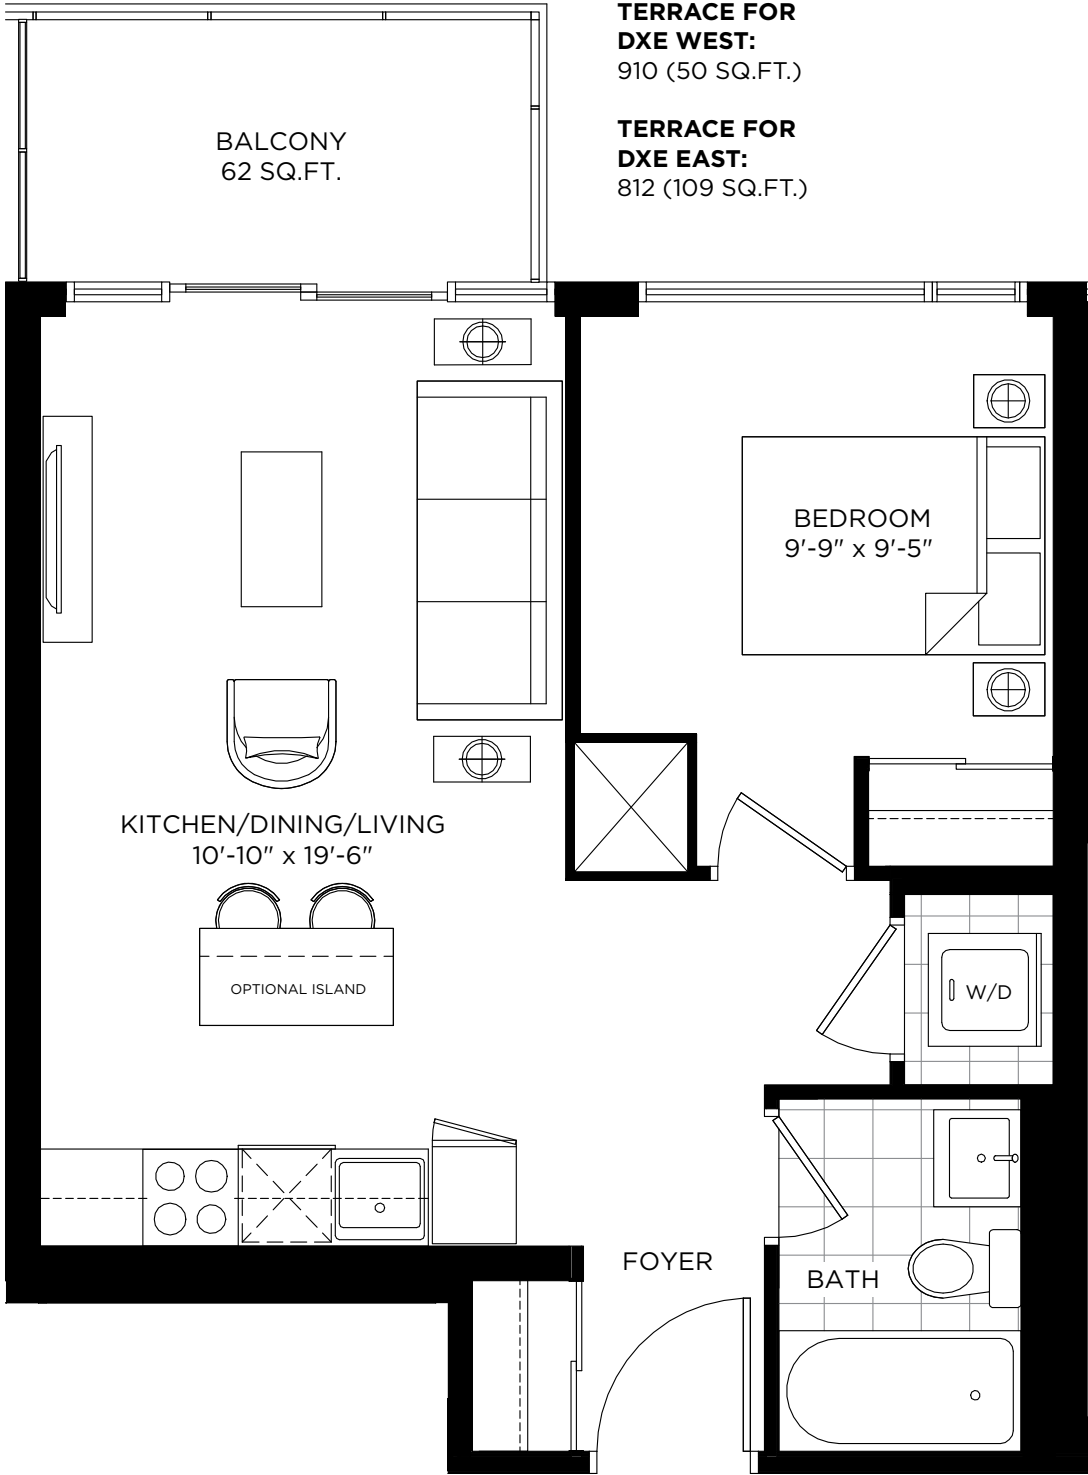 TERRACE FOR
DXE WEST:
910 (50 SQ.FT.)
TERRACE FOR
DXE EAST:
812 (109 SQ.FT.)
BALCONY
62 SQ.FT.
BEDROOM
9'-9" x 9'-5"
KITCHEN/DINING/LIVING
10'-10" x 19'-6"
OPTIONAL ISLAND
W/D
FOYER
BATH